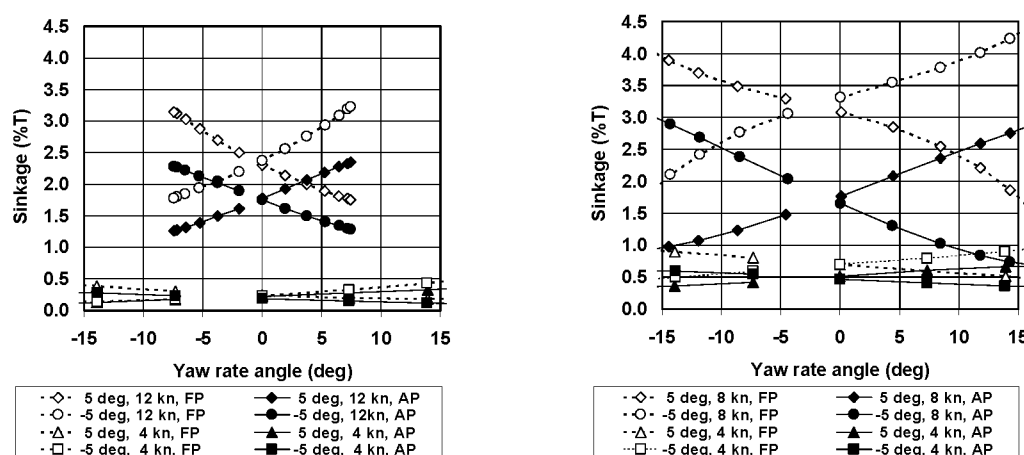 4.5
4.0
3.5
3.0
2.5
2.0
1.5
1.0
0.5
0.0
Sinkage (%T)
-15 -10 -5 0 5 10 15
Yaw rate angle (deg)
5 deg, 12 kn, FP 5 deg, 12 kn, AP
-5 deg, 12 kn, FP -5 deg, 12kn, AP
5 deg, 4 kn, FP 5 deg, 4 kn, AP
-5 deg, 4 kn, FP -5 deg, 4 kn, AP
4.5
4.0
3.5
3.0
2.5
2.0
1.5
1.0
0.5
0.0
Sinkage (%T)
-15 -10 -5 0 5 10 15
Yaw rate angle (deg)
5 deg, 8 kn, FP 5 deg, 8 kn, AP
-5 deg, 8 kn, FP -5 deg, 8 kn, AP
5 deg, 4 kn, FP 5 deg, 4 kn, AP
-5 deg, 4 kn, FP -5 deg, 4 kn, AP